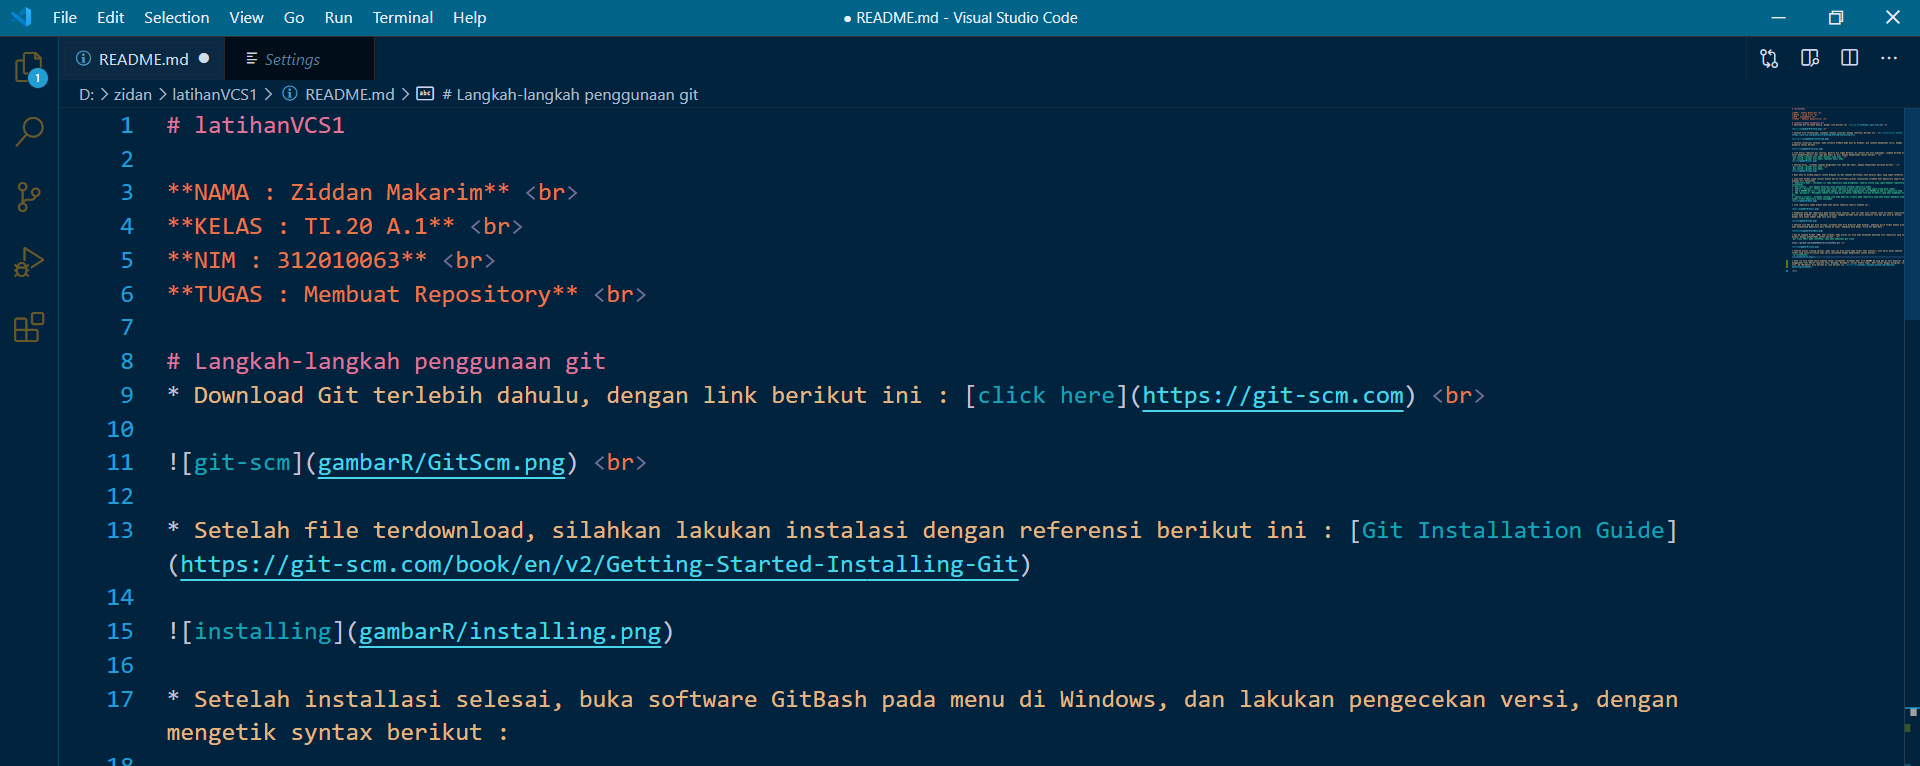 File Edit Selection View Go Run Terminal Help ● README.md - Visual Studio Code
README.md ● Settings
1
D: > zidan > latihanVCS1 > README.md > abc # Langkah-langkah penggunaan git
1 # latihanVCS1
2
3 **NAMA : Ziddan Makarim** <br>
4 **KELAS : TI.20 A.1** <br>
5 **NIM : 312010063** <br>
6 **TUGAS : Membuat Repository** <br>
7
8 # Langkah-langkah penggunaan git
9 * Download Git terlebih dahulu, dengan link berikut ini : [click here](https://git-scm.com) <br>
10
11 ![git-scm](gambarR/GitScm.png) <br>
12
13 * Setelah file terdownload, silahkan lakukan instalasi dengan referensi berikut ini : [Git Installation Guide]
(https://git-scm.com/book/en/v2/Getting-Started-Installing-Git)
14
15 ![installing](gambarR/installing.png)
16
17 * Setelah installasi selesai, buka software GitBash pada menu di Windows, dan lakukan pengecekan versi, dengan
mengetik syntax berikut :
18